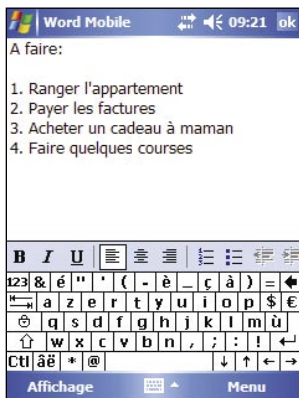 Word Mobile 09:21 ok
A faire:
1. Ranger l'appartement
2. Payer les factures
3. Acheter un cadeau à maman
4. Faire quelques courses
B I U
123 & é " ' ( - è _ ç à ) =
a z e r t y u i o p $ €
q s d f g h j k l m ù
w x c v b n , ; : !
Ctl âë * @ ↓ ↑ ← →
Affichage Menu